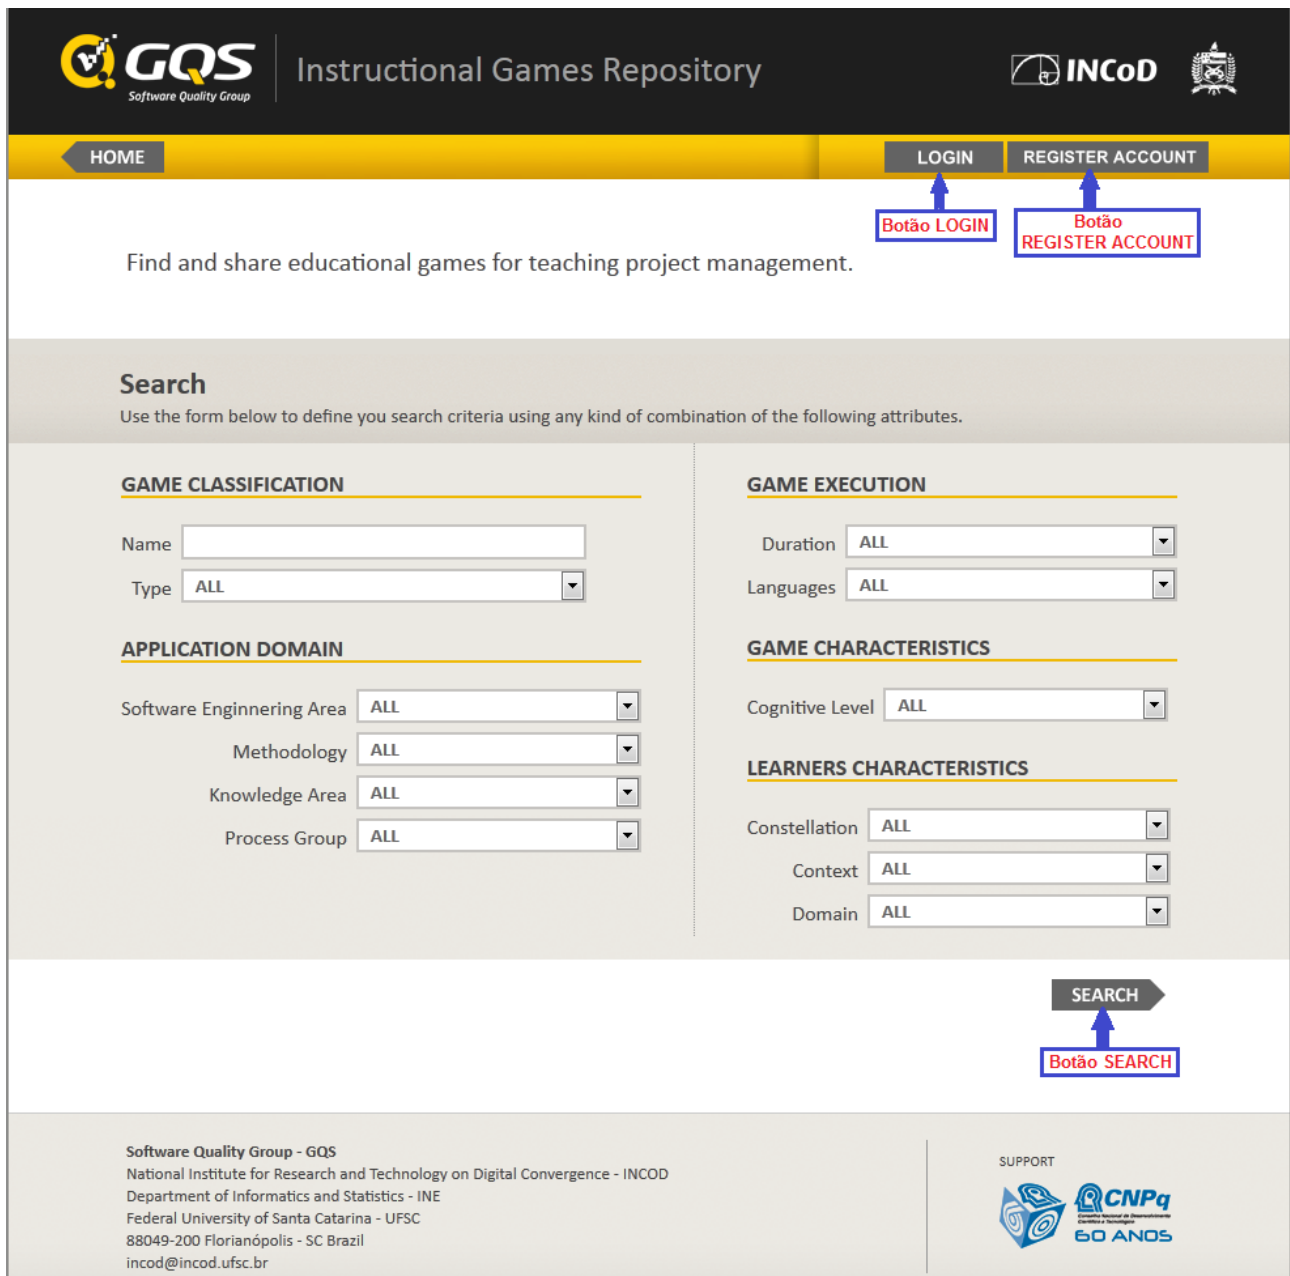 GQS
Software Quality Group
Instructional Games Repository
INCoD
HOME
LOGIN
REGISTER ACCOUNT
Botão LOGIN
Botão
REGISTER ACCOUNT
Find and share educational games for teaching project management.
Search
Use the form below to define you search criteria using any kind of combination of the following attributes.
GAME CLASSIFICATION
Name
Type ALL
APPLICATION DOMAIN
Software Enginnering Area ALL
Methodology ALL
Knowledge Area ALL
Process Group ALL
GAME EXECUTION
Duration ALL
Languages ALL
GAME CHARACTERISTICS
Cognitive Level ALL
LEARNERS CHARACTERISTICS
Constellation ALL
Context ALL
Domain ALL
SEARCH
Botão SEARCH
Software Quality Group - GQS
National Institute for Research and Technology on Digital Convergence - INCOD
Department of Informatics and Statistics - INE
Federal University of Santa Catarina - UFSC
88049-200 Florianópolis - SC Brazil
incod@incod.ufsc.br
SUPPORT
CNPq
Conselho Nacional de Desenvolvimento
Científico e Tecnológico
60 ANOS